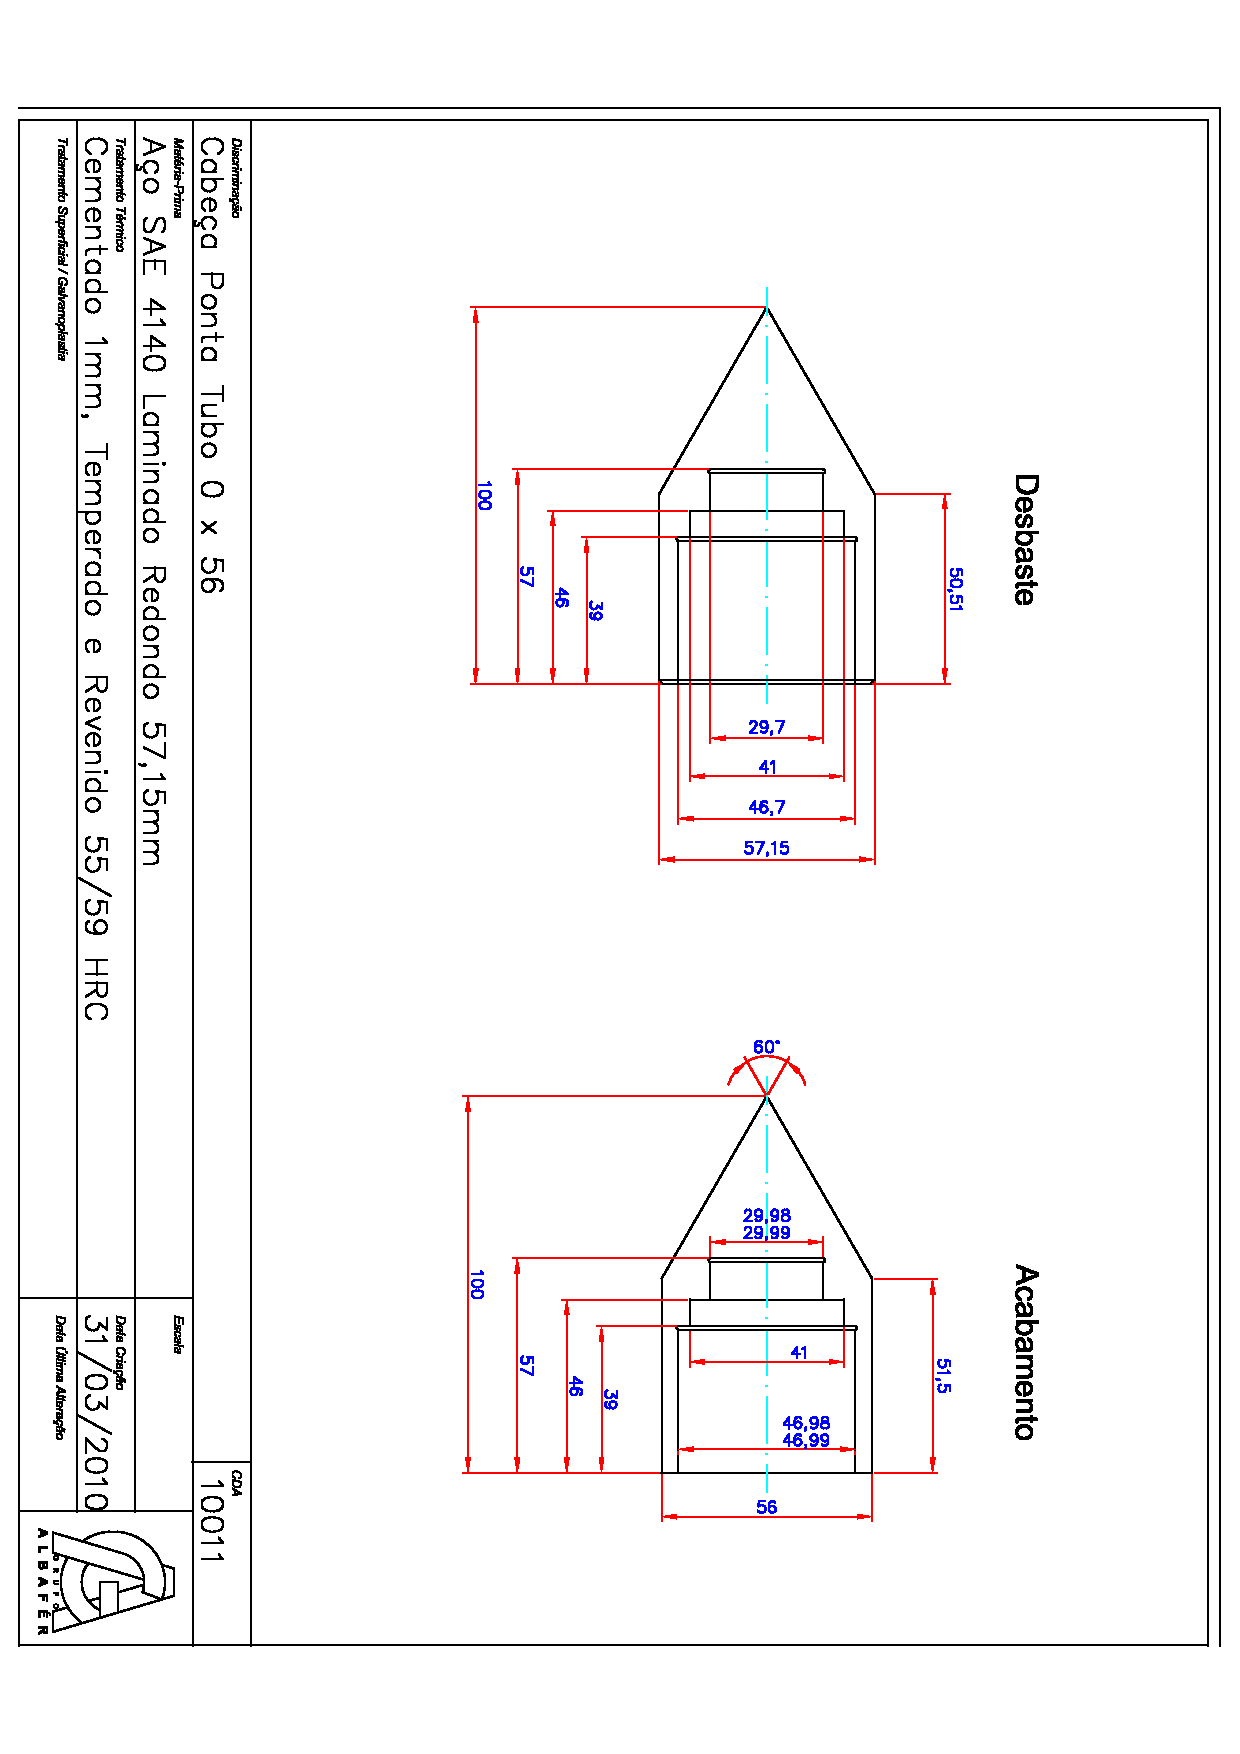 Desbaste
100
57
46
39
50,51
29,7
41
46,7
57,15
Acabamento
60°
100
57
46
39
51,5
29,98
29,99
41
46,98
46,99
56
Discriminação
Cabeça Ponta Tubo 0 x 56
CDA
10011
Matéria-Prima
Aço SAE 4140 Laminado Redondo 57,15mm
Escala
Tratamento Térmico
Cementado 1mm, Temperado e Revenido 55/59 HRC
Data Criação
31/03/2010
Tratamento Superficial / Galvanoplastia
Data Última Alteração
GRUPO
ALBAFÉR